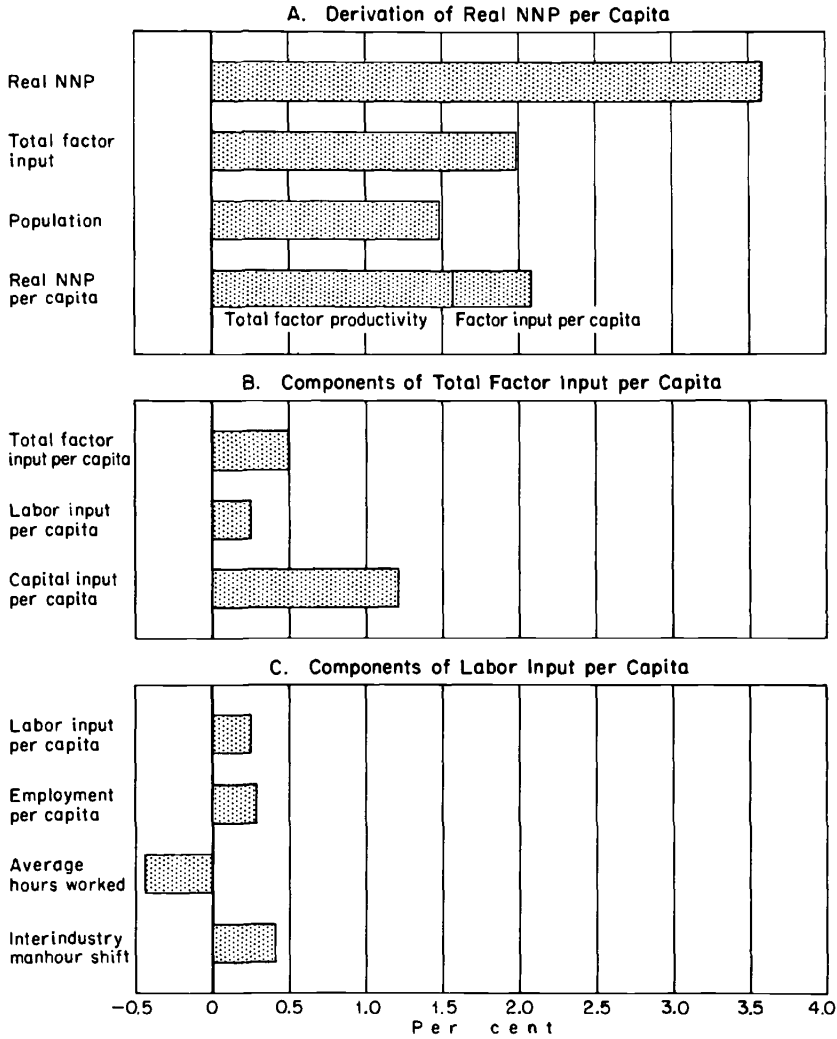 A. Derivation of Real NNP per Capita
Real NNP
Total factor
input
Population
Real NNP
per capita
Total factor productivity
Factor input per capita
B. Components of Total Factor Input per Capita
Total factor
input per capita
Labor input
per capita
Capital input
per capita
C. Components of Labor Input per Capita
Labor input
per capita
Employment
per capita
Average
hours worked
Interindustry
manhour shift
-0.5 0 0.5 1.0 1.5 2.0 2.5 3.0 3.5 4.0
Per cent